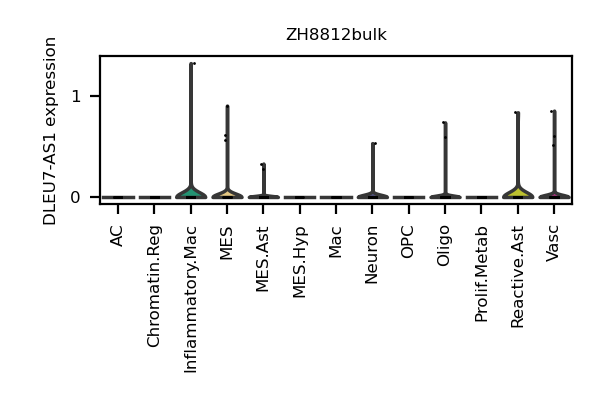 ZH8812bulk
DLEU7-AS1 expression
1
0
AC
Chromatin.Reg
Inflammatory.Mac
MES
MES.Ast
MES.Hyp
Mac
Neuron
OPC
Oligo
Prolif.Metab
Reactive.Ast
Vasc